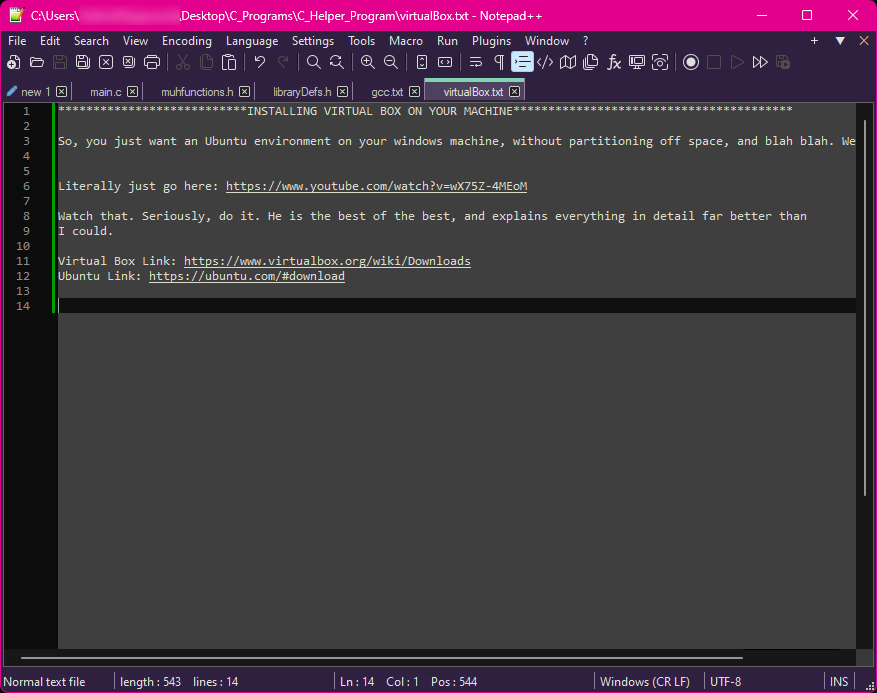 C:\Users\ \Desktop\C_Programs\C_Helper_Program\virtualBox.txt - Notepad++
File Edit Search View Encoding Language Settings Tools Macro Run Plugins Window ?
new 1 main.c muhfunctions.h libraryDefs.h gcc.txt virtualBox.txt
1 ***************************INSTALLING VIRTUAL BOX ON YOUR MACHINE****************************************
2
3 So, you just want an Ubuntu environment on your windows machine, without partitioning off space, and blah blah. We
4
5
6 Literally just go here: https://www.youtube.com/watch?v=wX75Z-4MEoM
7
8 Watch that. Seriously, do it. He is the best of the best, and explains everything in detail far better than
9 I could.
10
11 Virtual Box Link: https://www.virtualbox.org/wiki/Downloads
12 Ubuntu Link: https://ubuntu.com/#download
13
14
Normal text file length : 543 lines : 14 Ln : 14 Col : 1 Pos : 544 Windows (CR LF) UTF-8 INS